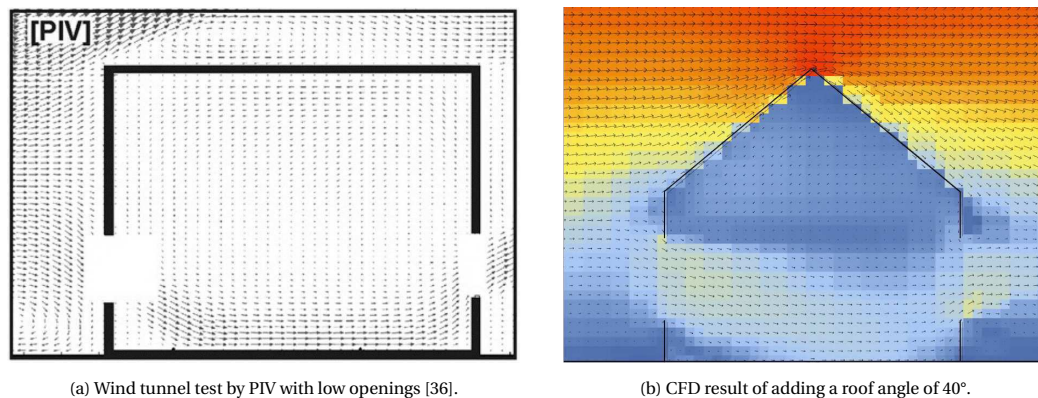 [PIV]
(a) Wind tunnel test by PIV with low openings [36].
(b) CFD result of adding a roof angle of 40°.